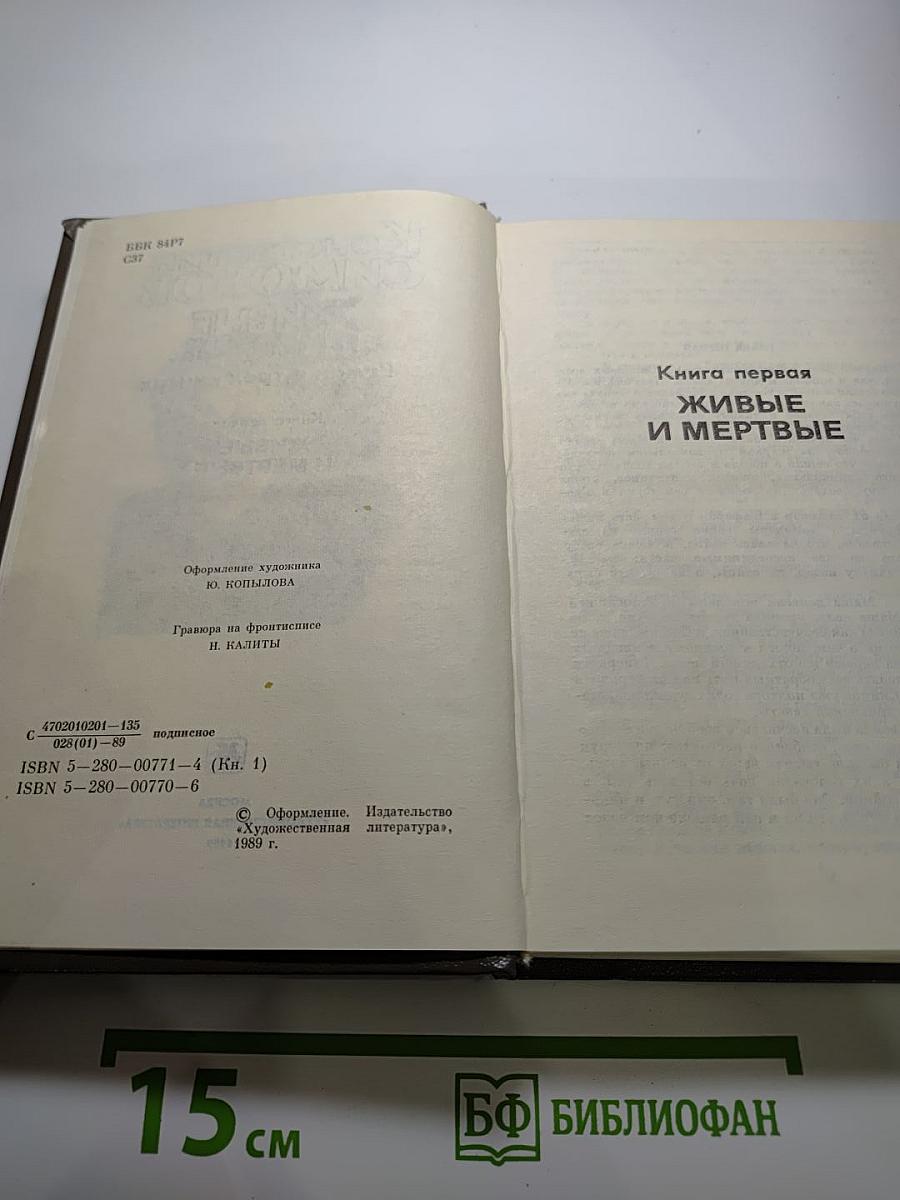 ББК 84Р7
С37
Оформление художника
Ю. КОПЫЛОВА
Гравюра на фронтисписе
Н. КАЛИТЫ
С 4702010201—135 подписное
028(01)—89
ISBN 5—280—00771—4 (Кн. 1)
ISBN 5—280—00770—6
© Оформление. Издательство
«Художественная литература»,
1989 г.
Книга первая
ЖИВЫЕ
И МЕРТВЫЕ
15 см
БФ БИБЛИОФАН